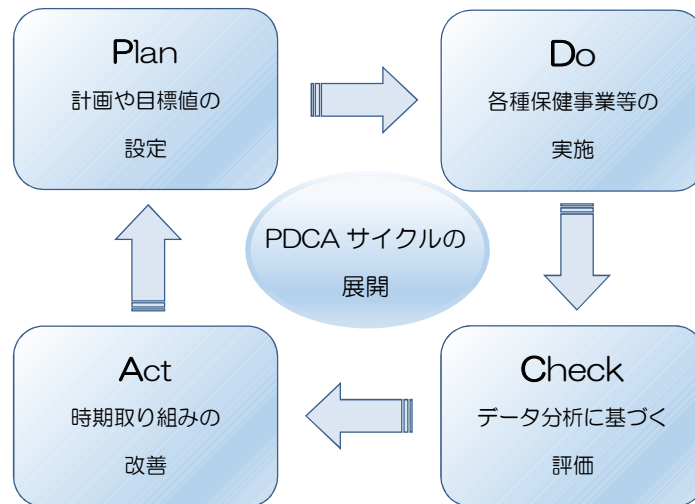 Plan
計画や目標値の
設定
Do
各種保健事業等の
実施
PDCA サイクルの
展開
Act
時期取り組みの
改善
Check
データ分析に基づく
評価